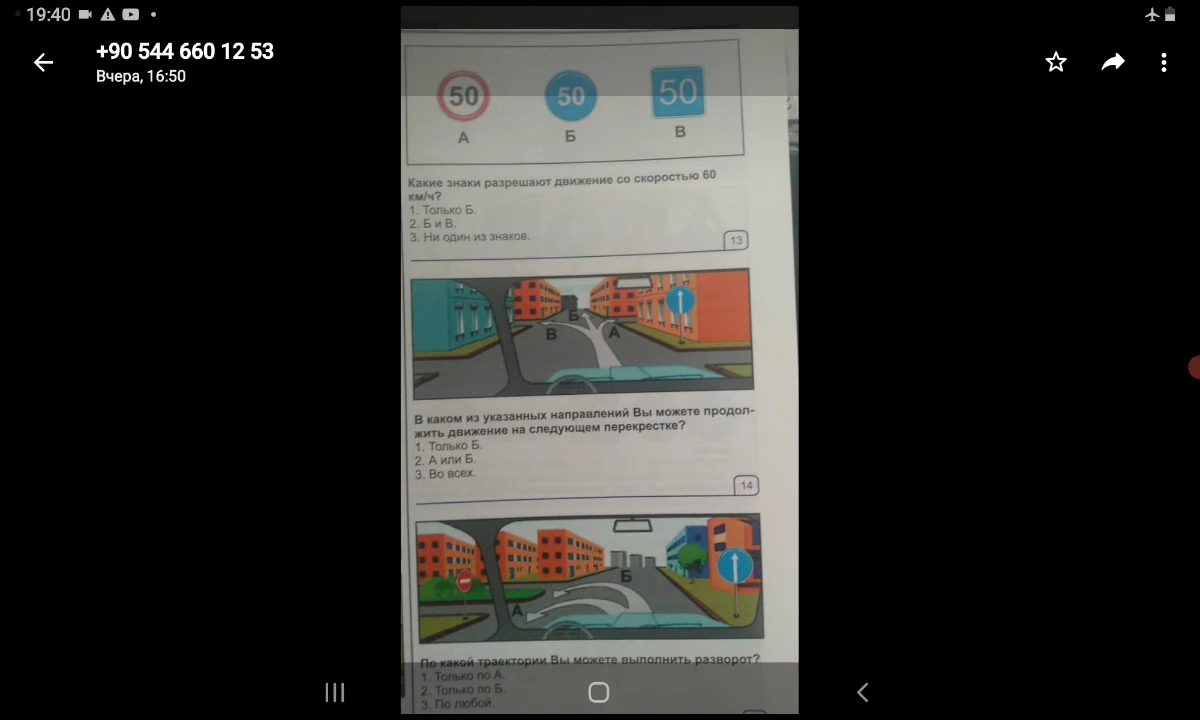 19:40
+90 544 660 12 53
Вчера, 16:50
50
50
50
А
Б
В
Какие знаки разрешают движение со скоростью 60
км/ч?
1. Только Б.
2. Б и В.
3. Ни один из знаков.
13
Б
В
А
В каком из указанных направлений Вы можете продол-
жить движение на следующем перекрестке?
1. Только Б.
2. А или Б.
3. Во всех.
14
Б
А
По какой траектории Вы можете выполнить разворот?
1. Только по А.
2. Только по Б.
3. По любой.